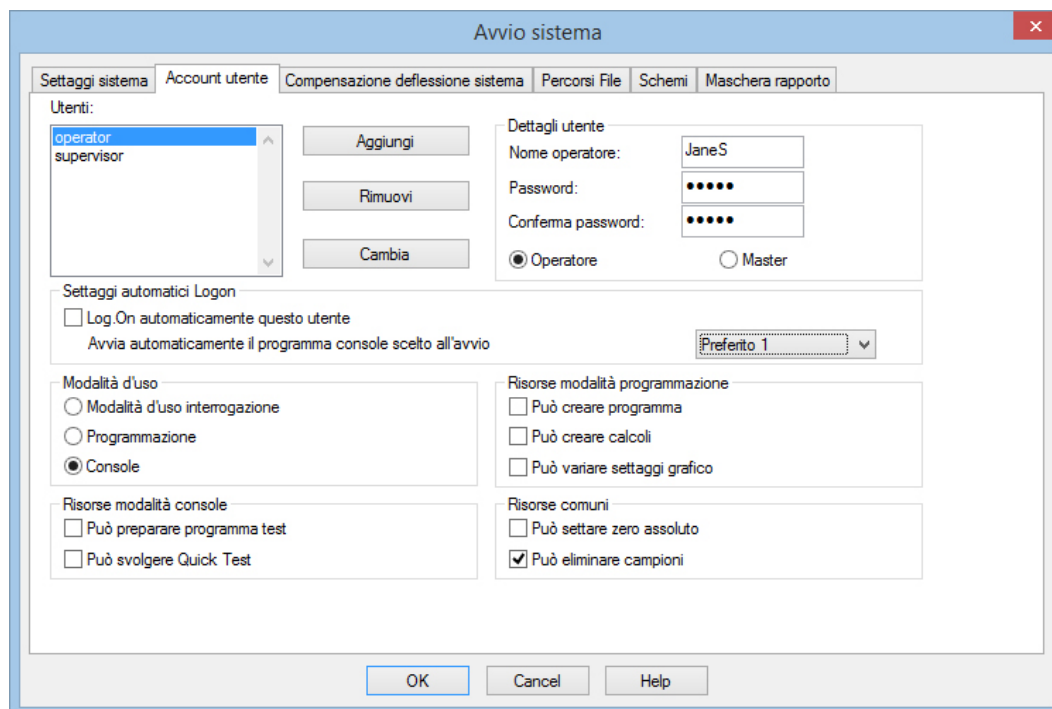 Avvio sistema
Settaggi sistema
Account utente
Compensazione deflessione sistema
Percorsi File
Schemi
Maschera rapporto
Utenti:
operator
supervisor
Aggiungi
Rimuovi
Cambia
Dettagli utente
Nome operatore:
JaneS
Password:
•••••
Conferma password:
•••••
Operatore
Master
Settaggi automatici Logon
Log.On automaticamente questo utente
Avvia automaticamente il programma console scelto all'avvio
Preferito 1
Modalità d'uso
Modalità d'uso interrogazione
Programmazione
Console
Risorse modalità programmazione
Può creare programma
Può creare calcoli
Può variare settaggi grafico
Risorse modalità console
Può preparare programma test
Può svolgere Quick Test
Risorse comuni
Può settare zero assoluto
Può eliminare campioni
OK
Cancel
Help